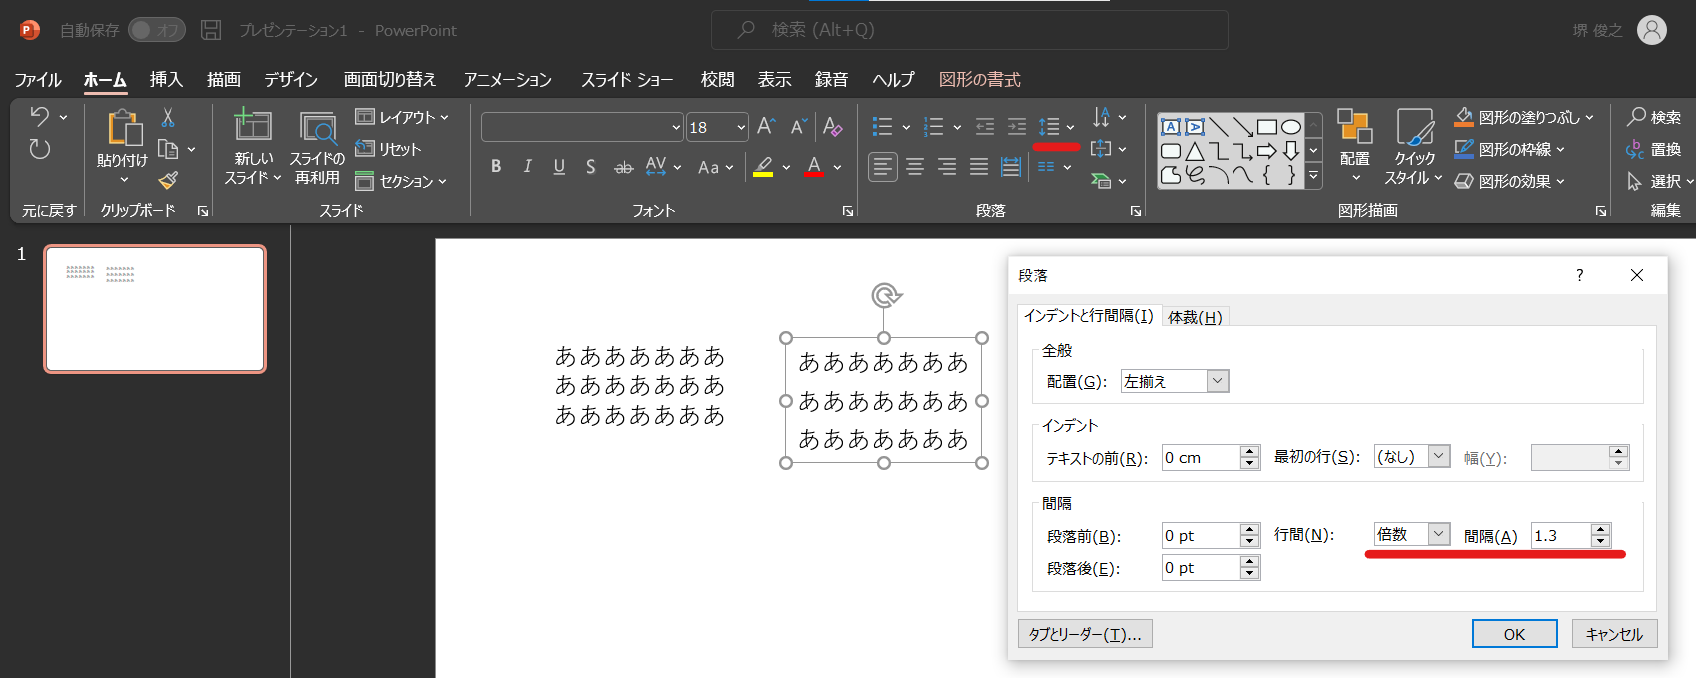 自動保存 オフ プレゼンテーション1 - PowerPoint 検索 (Alt+Q) 堺 俊之
ファイル ホーム 挿入 描画 デザイン 画面切り替え アニメーション スライド ショー 校閲 表示 録音 ヘルプ 図形の書式
貼り付け
新しい
スライド
スライドの
再利用
レイアウト
リセット
セクション
18
B I U S ab AV Aa A
配置
クイック
スタイル
図形の塗りつぶし
図形の枠線
図形の効果
検索
置換
選択
元に戻す クリップボード スライド フォント 段落 図形描画 編集
1
あああああああ
あああああああ
あああああああ
あああああああ
あああああああ
あああああああ
段落 ?
インデントと行間隔(I) 体裁(H)
全般
配置(G): 左揃え
インデント
テキストの前(R): 0 cm 最初の行(S): (なし) 幅(Y):
間隔
段落前(B): 0 pt 行間(N): 倍数 間隔(A) 1.3
段落後(E): 0 pt
タブとリーダー(T)... OK キャンセル